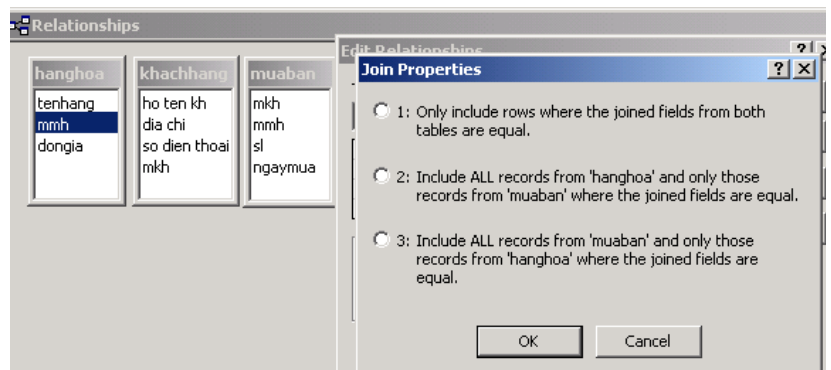 Relationships
hanghoa
tenhang
mmh
dongia
khachhang
ho ten kh
dia chi
so dien thoai
mkh
muaban
mkh
mmh
sl
ngaymua
Edit Relationships
Join Properties
1: Only include rows where the joined fields from both
tables are equal.
2: Include ALL records from 'hanghoa' and only those
records from 'muaban' where the joined fields are equal.
3: Include ALL records from 'muaban' and only those
records from 'hanghoa' where the joined fields are
equal.
OK Cancel